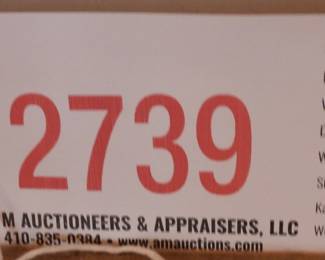 2739
M AUCTIONEERS & APPRAISERS, LLC
410-835-0384 • www.amauctions.com